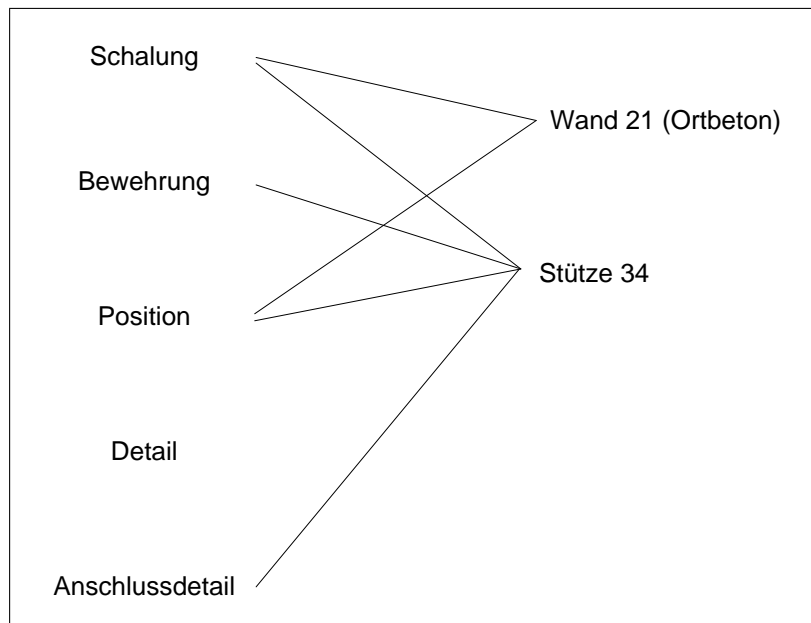 Schalung
Wand 21 (Ortbeton)
Bewehrung
Stütze 34
Position
Detail
Anschlussdetail